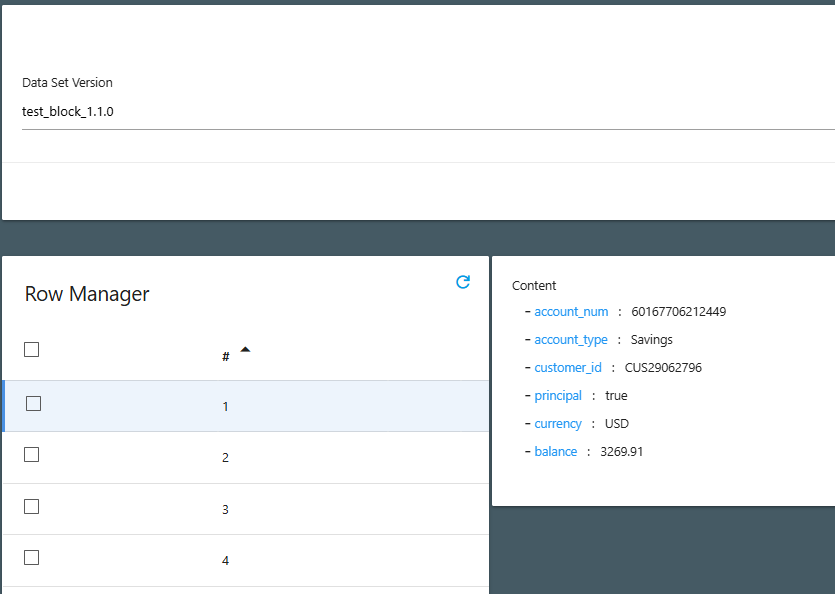 Data Set Version
test_block_1.1.0
Row Manager
#
1
2
3
4
Content
- account_num : 60167706212449
- account_type : Savings
- customer_id : CUS29062796
- principal : true
- currency : USD
- balance : 3269.91